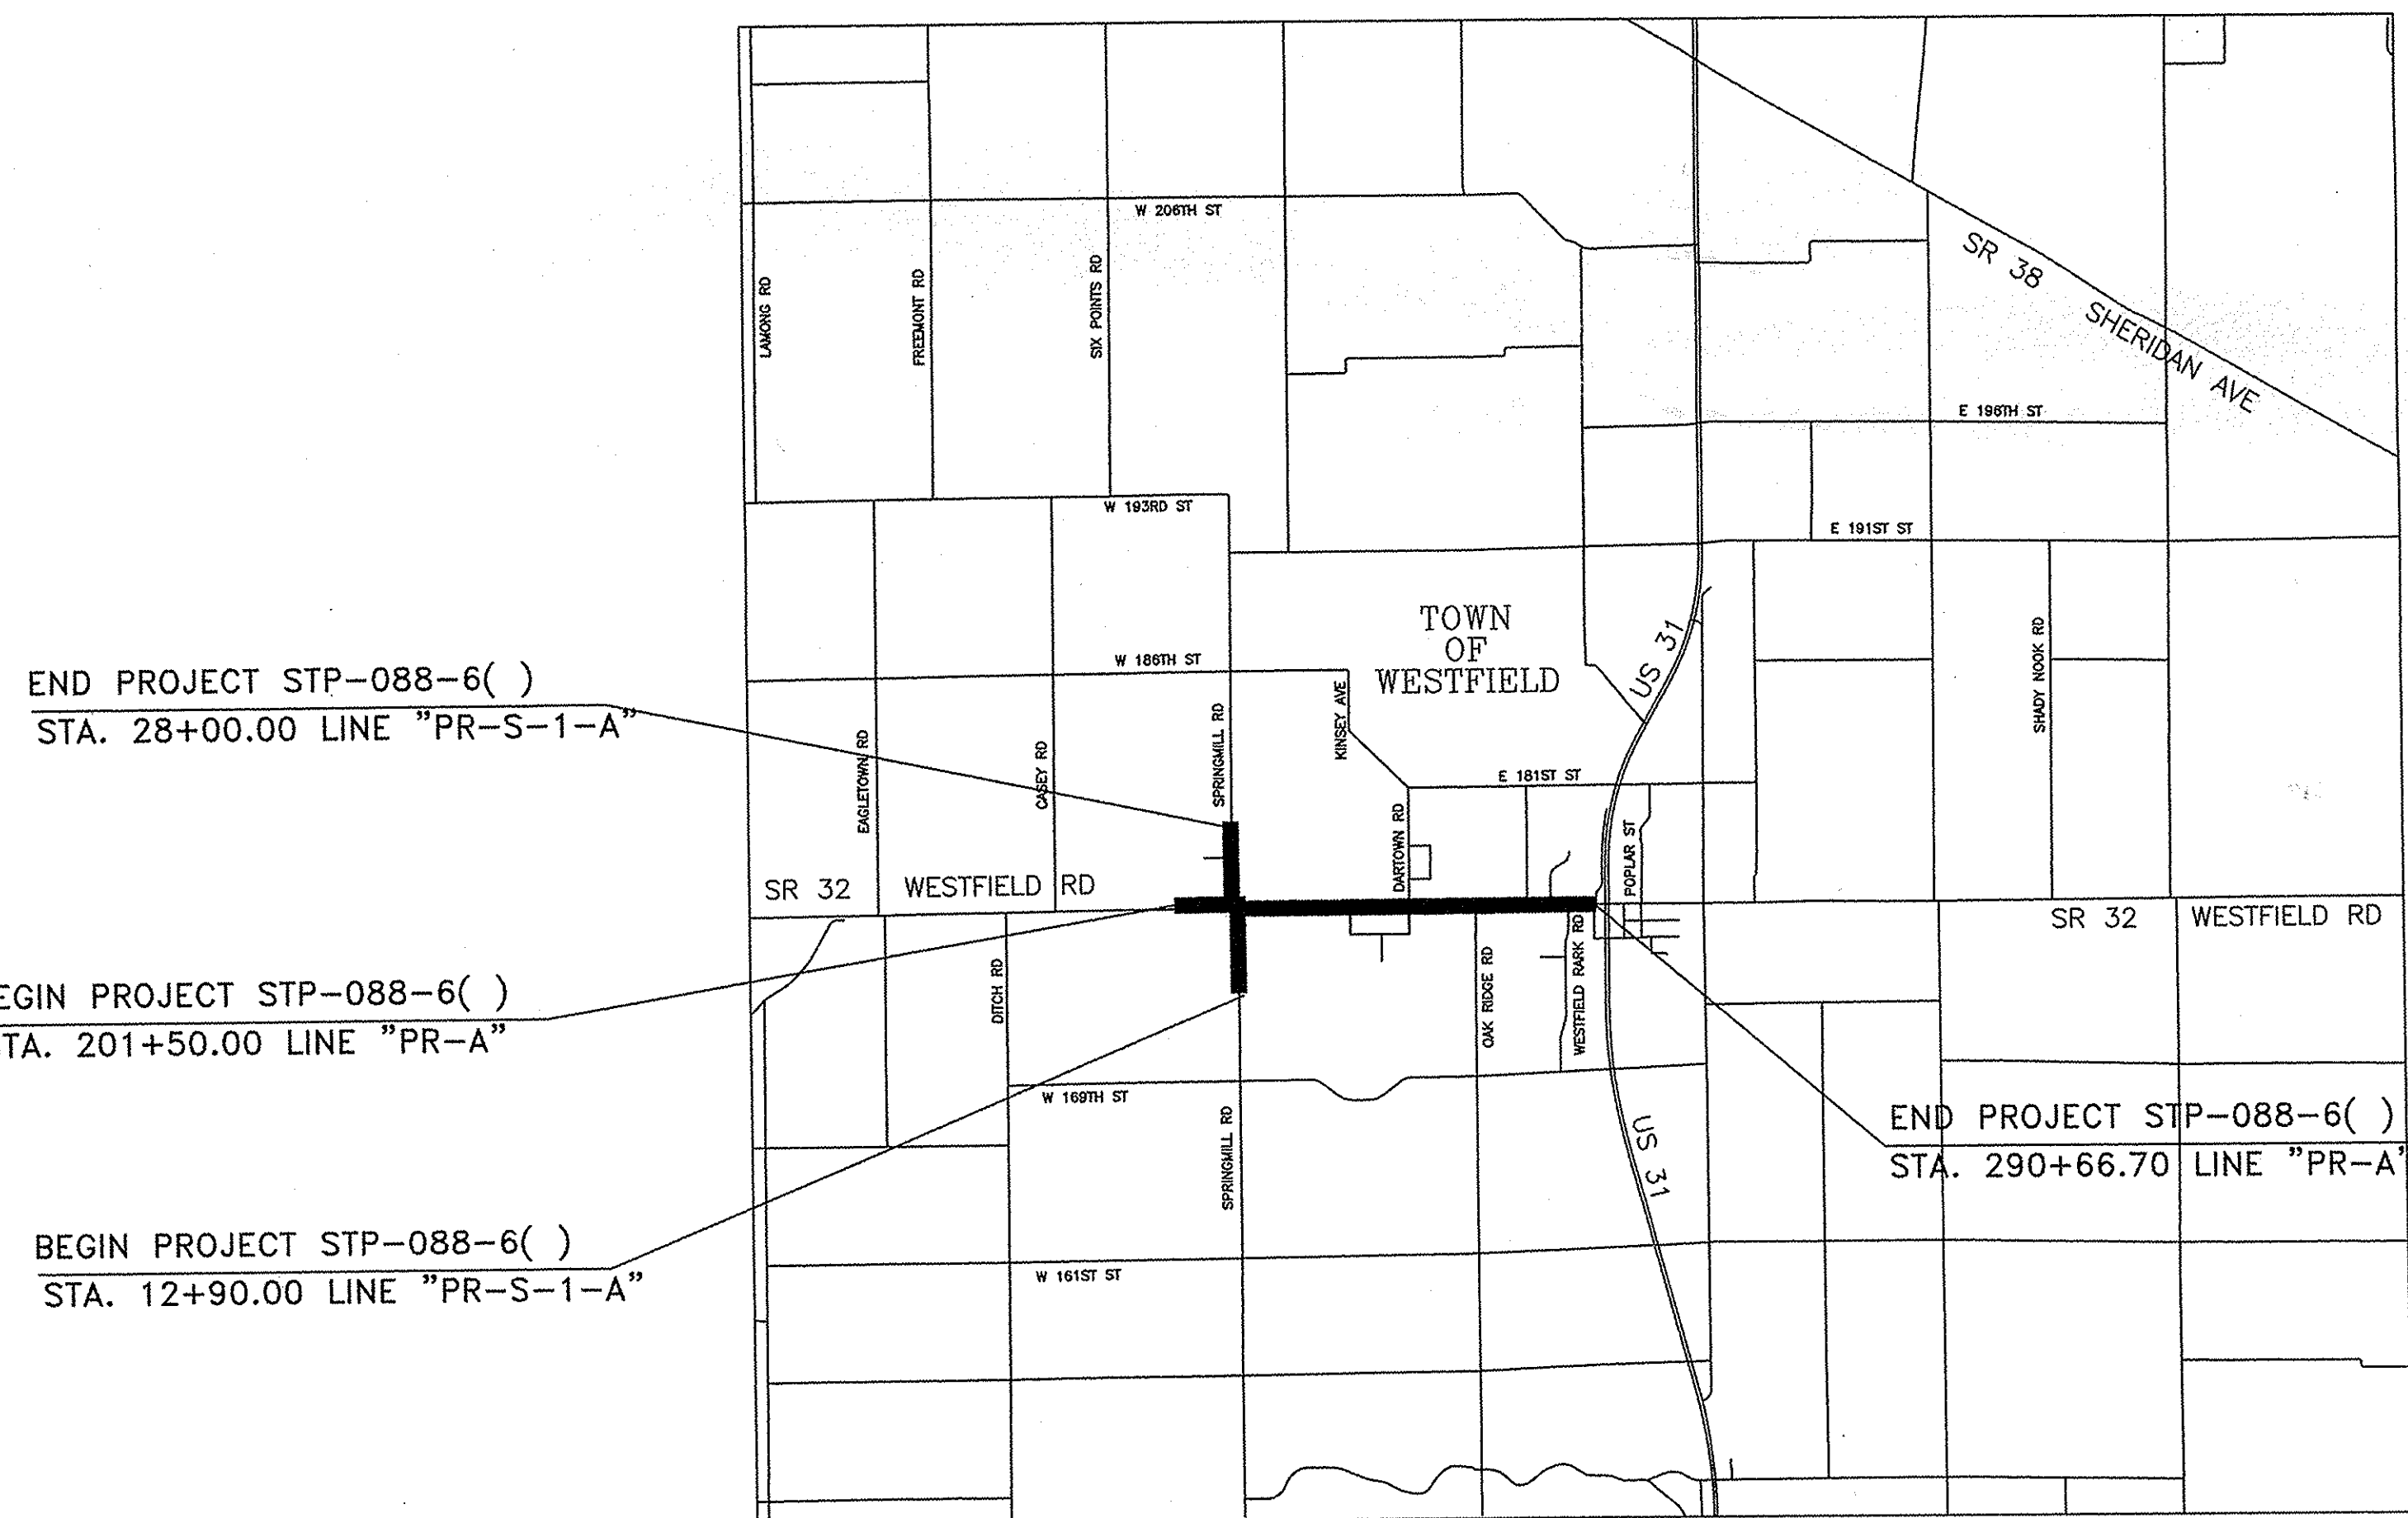 W 206TH ST
SR 38 SHERIDAN AVE
LAMONG RD
FREEMONT RD
SIX POINTS RD
E 196TH ST
W 193RD ST
E 191ST ST
TOWN
OF
WESTFIELD
US 31
W 186TH ST
SHADY NOOK RD
END PROJECT STP-088-6( )
STA. 28+00.00 LINE "PR-S-1-A"
EAGLETOWN RD
CASEY RD
SPRINGMILL RD
KINSEY AVE
E 181ST ST
DARTOWN RD
POPLAR ST
SR 32 WESTFIELD RD
SR 32 WESTFIELD RD
EGIN PROJECT STP-088-6( )
TA. 201+50.00 LINE "PR-A"
DITCH RD
OAK RIDGE RD
WESTFIELD RARK RD
W 169TH ST
SPRINGMILL RD
US 31
END PROJECT STP-088-6( )
STA. 290+66.70 LINE "PR-A"
BEGIN PROJECT STP-088-6( )
STA. 12+90.00 LINE "PR-S-1-A"
W 161ST ST